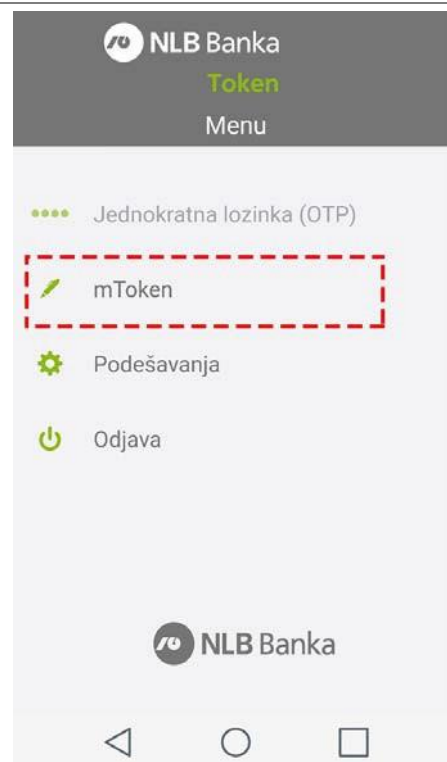 NLB Banka
Token
Menu
Jednokratna lozinka (OTP)
mToken
Podešavanja
Odjava
NLB Banka